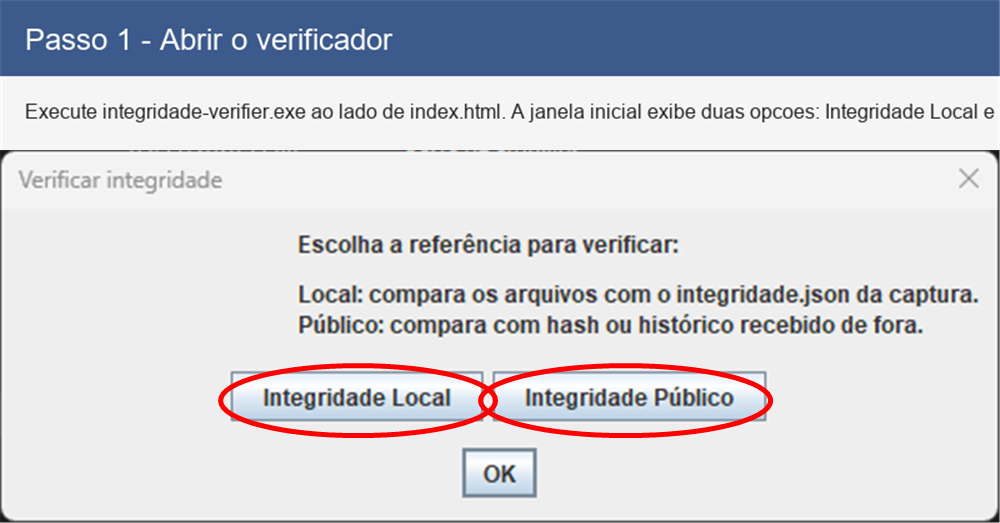 Passo 1 - Abrir o verificador
Execute integridade-verifier.exe ao lado de index.html. A janela inicial exibe duas opcoes: Integridade Local e
Verificar integridade
Escolha a referência para verificar:
Local: compara os arquivos com o integridade.json da captura.
Público: compara com hash ou histórico recebido de fora.
Integridade Local Integridade Público
OK